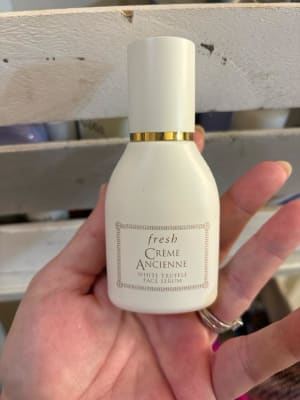 fresh
CRÈME
ANCIENNE
WHITE TRUFFLE
FACE SERUM